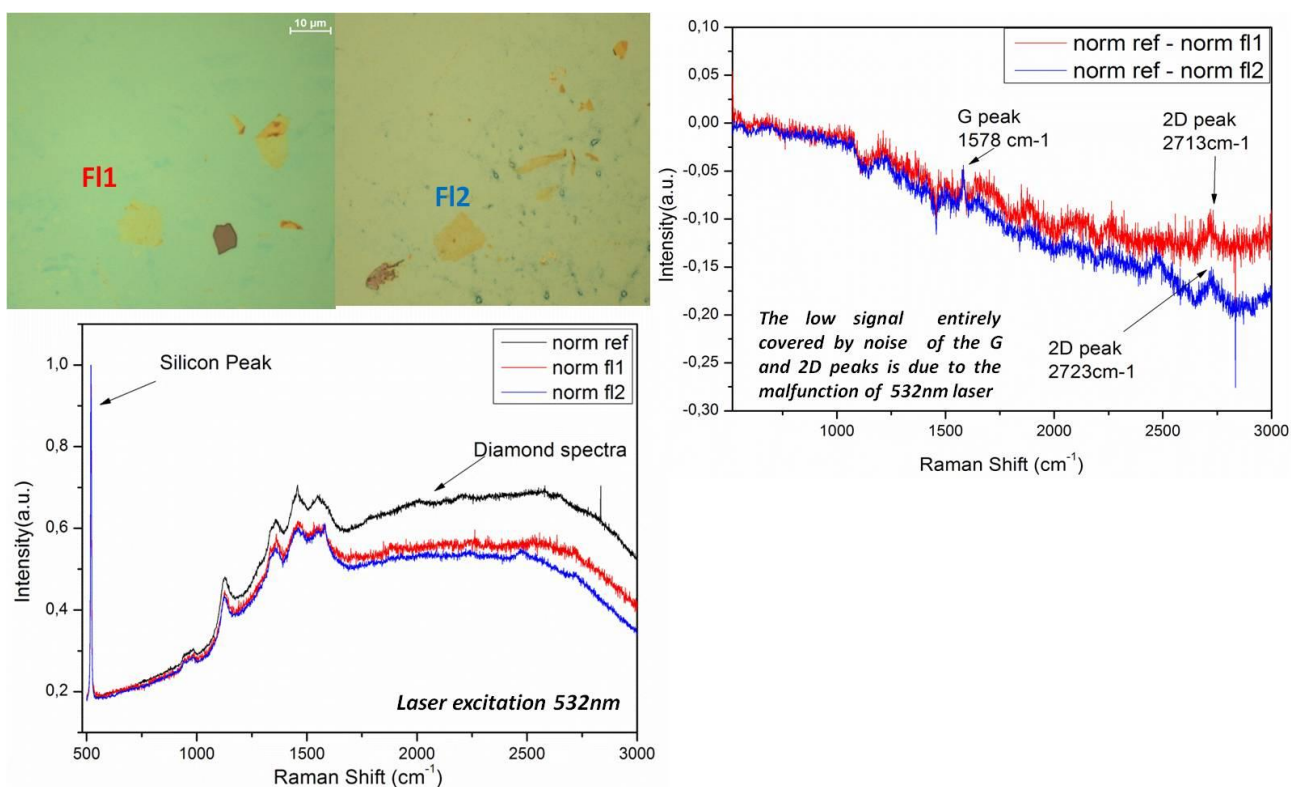 10 µm
Fl1
Fl2
0,10
0,05
0,00
-0,05
-0,10
-0,15
-0,20
-0,25
-0,30
Intensity(a.u.)
norm ref - norm fl1
norm ref - norm fl2
G peak
1578 cm-1
2D peak
2713cm-1
The low signal entirely
covered by noise of the G
and 2D peaks is due to the
malfunction of 532nm laser
2D peak
2723cm-1
1000 1500 2000 2500 3000
Raman Shift (cm⁻¹)
1,0
0,8
0,6
0,4
0,2
Intensity(a.u.)
Silicon Peak
norm ref
norm fl1
norm fl2
Diamond spectra
Laser excitation 532nm
500 1000 1500 2000 2500 3000
Raman Shift (cm⁻¹)